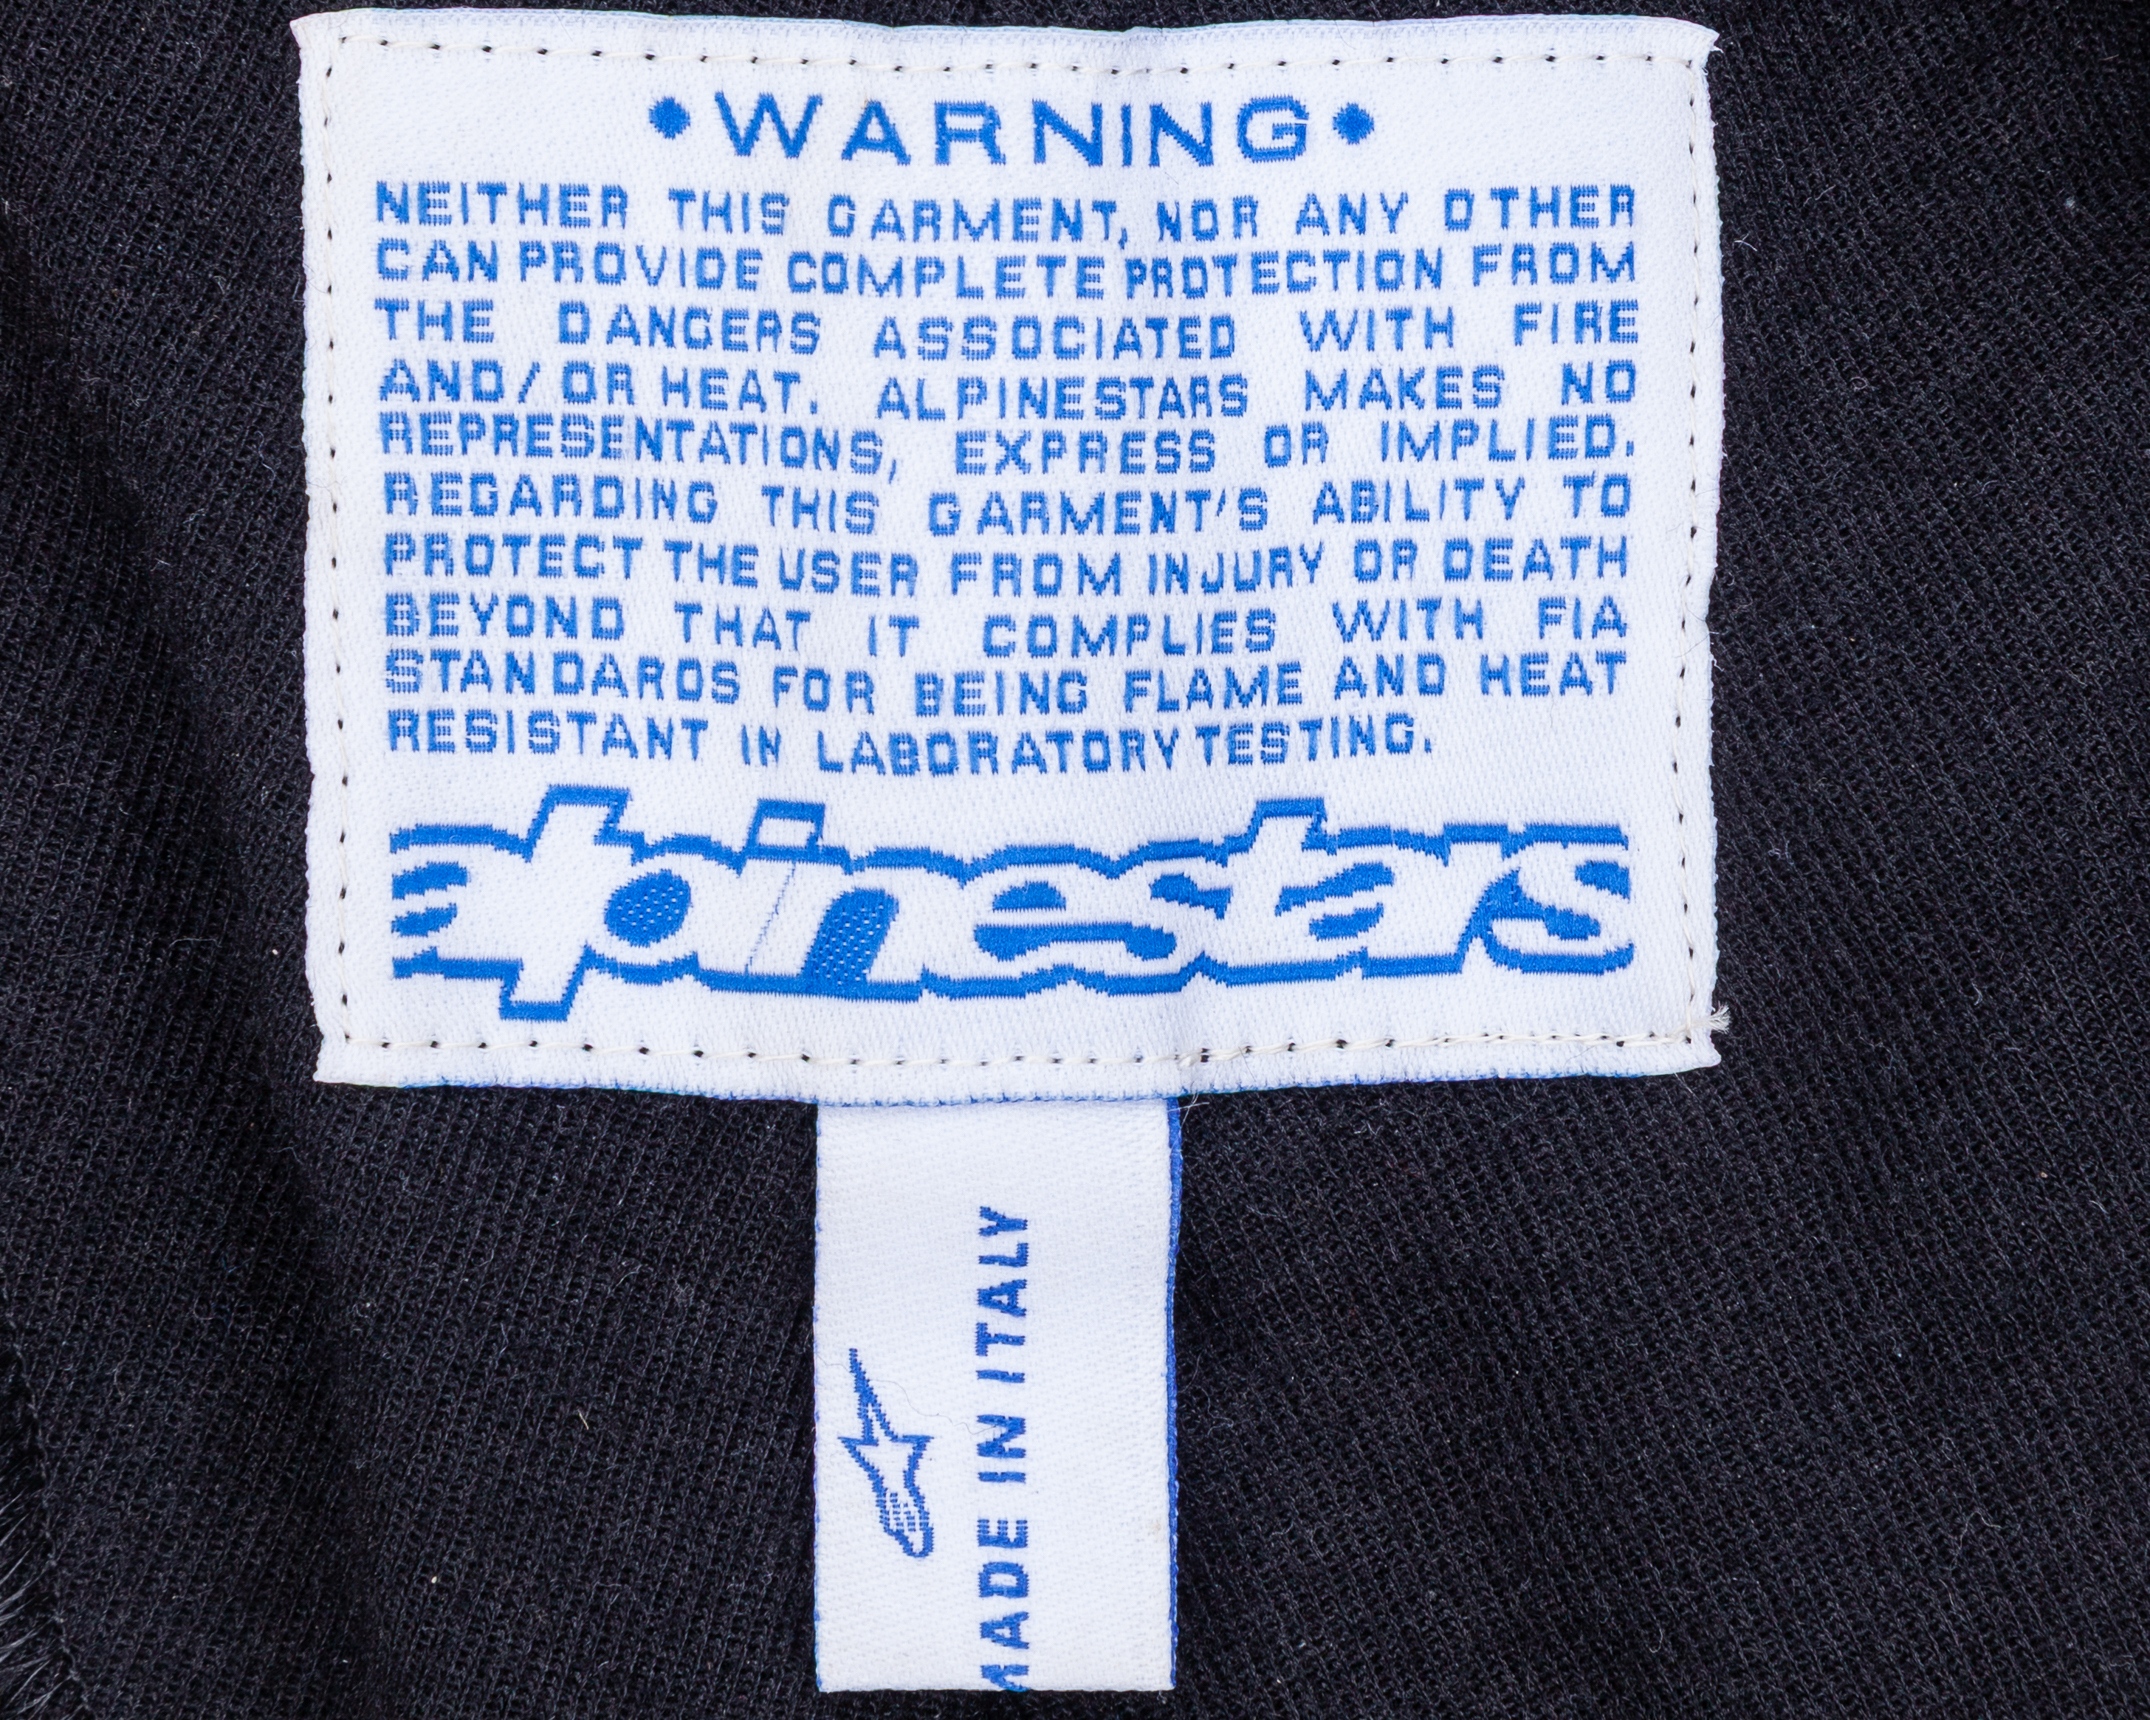 •WARNING•
NEITHER THIS GARMENT, NOR ANY OTHER
CAN PROVIDE COMPLETE PROTECTION FROM
THE DANGERS ASSOCIATED WITH FIRE
AND/OR HEAT. ALPINESTARS MAKES NO
REPRESENTATIONS, EXPRESS OR IMPLIED,
REGARDING THIS GARMENT'S ABILITY TO
PROTECT THE USER FROM INJURY OR DEATH
BEYOND THAT IT COMPLIES WITH FIA
STANDARDS FOR BEING FLAME AND HEAT
RESISTANT IN LABORATORY TESTING.
alpinestars
MADE IN ITALY